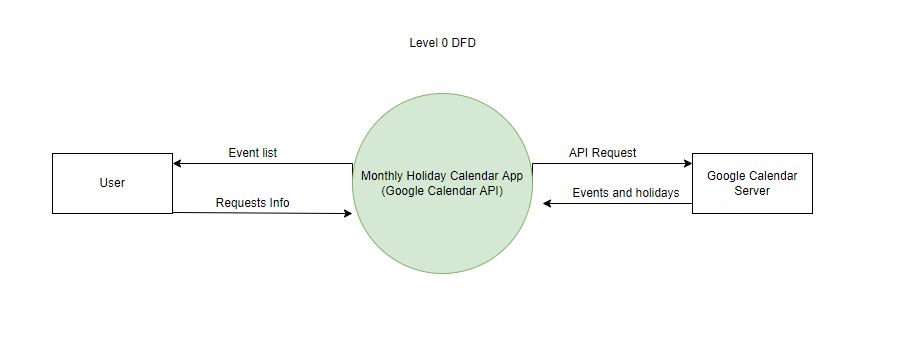 Level 0 DFD
Event list
API Request
User
Monthly Holiday Calendar App
(Google Calendar API)
Google Calendar
Server
Requests Info
Events and holidays